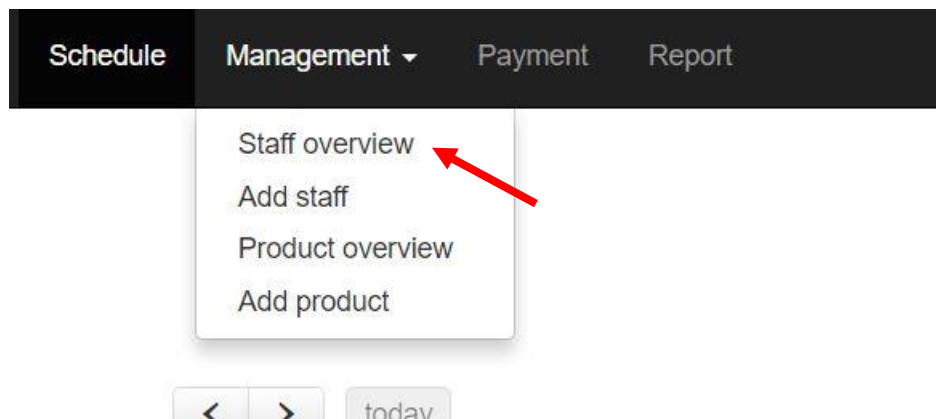 Schedule Management Payment Report
Staff overview
Add staff
Product overview
Add product
today